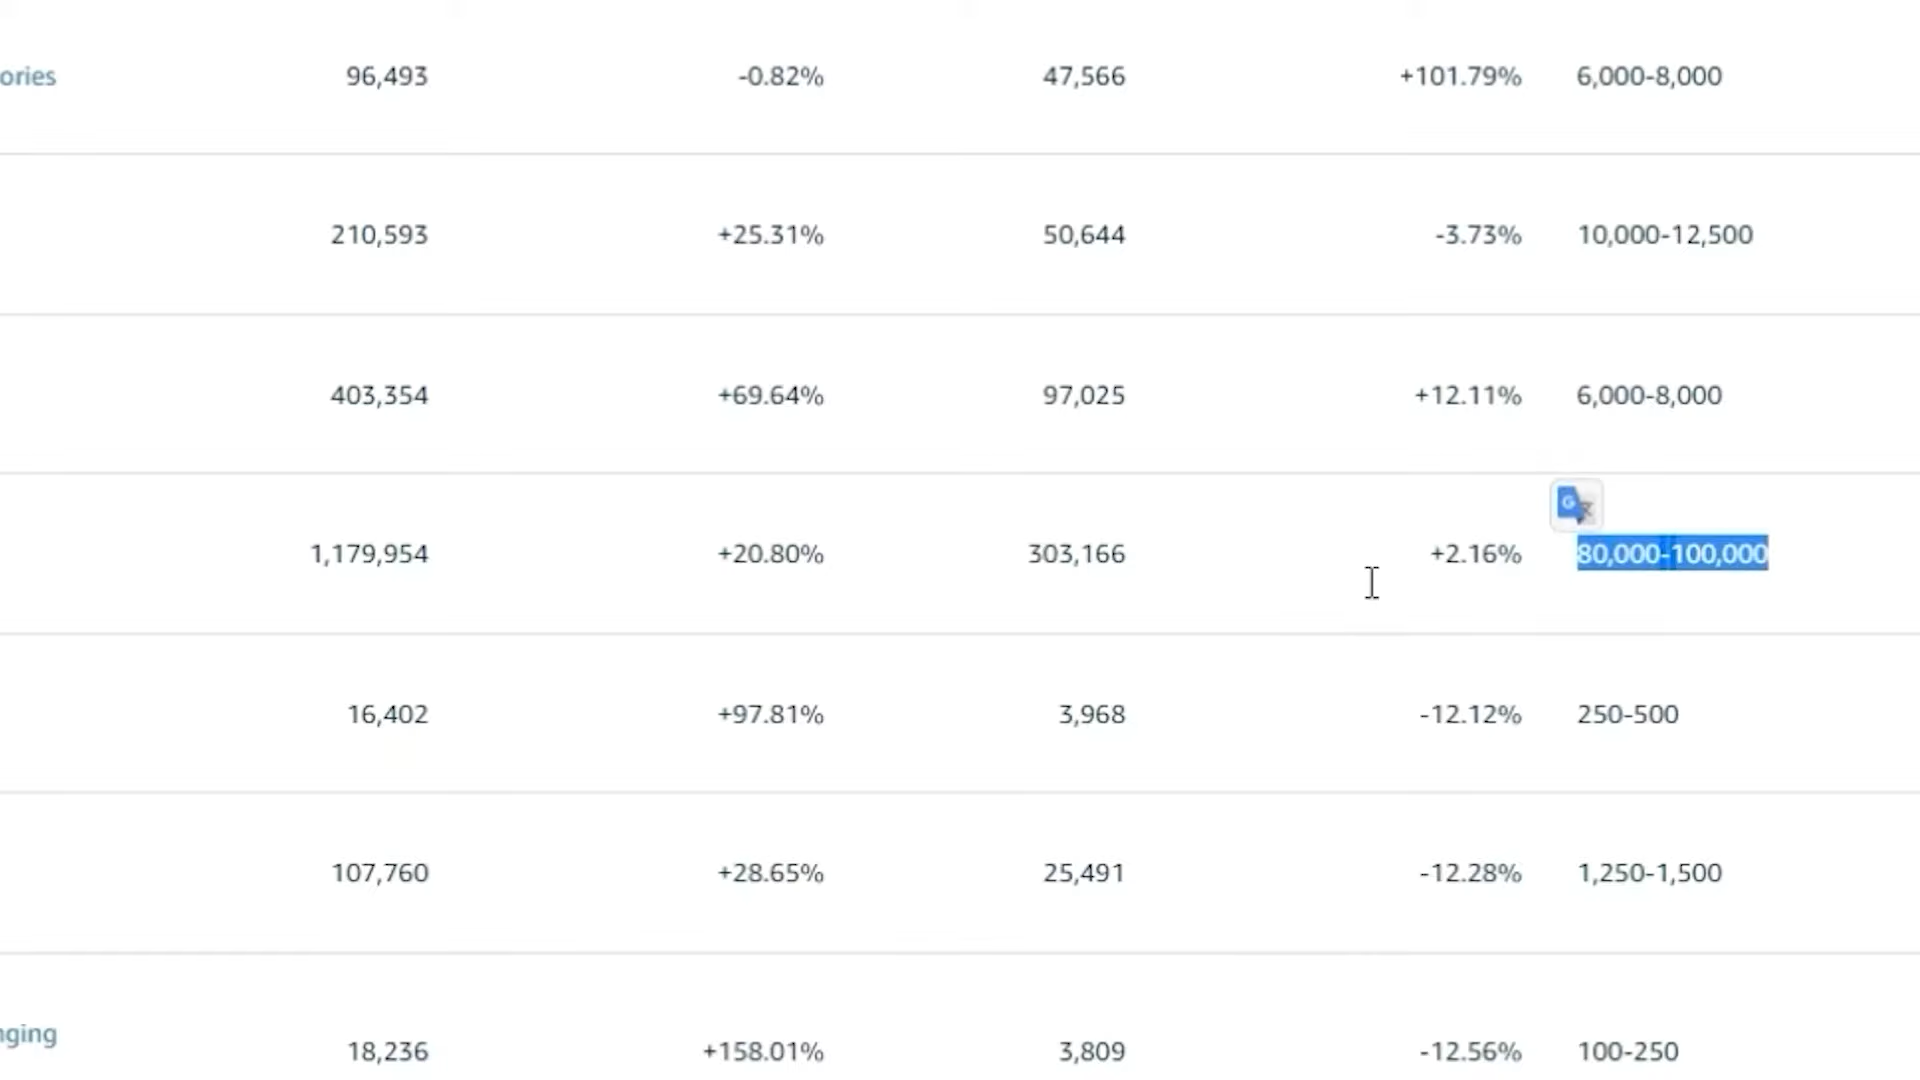 ories 96,493 -0.82% 47,566 +101.79% 6,000-8,000
210,593 +25.31% 50,644 -3.73% 10,000-12,500
403,354 +69.64% 97,025 +12.11% 6,000-8,000
1,179,954 +20.80% 303,166 +2.16% 80,000-100,000
16,402 +97.81% 3,968 -12.12% 250-500
107,760 +28.65% 25,491 -12.28% 1,250-1,500
nging 18,236 +158.01% 3,809 -12.56% 100-250